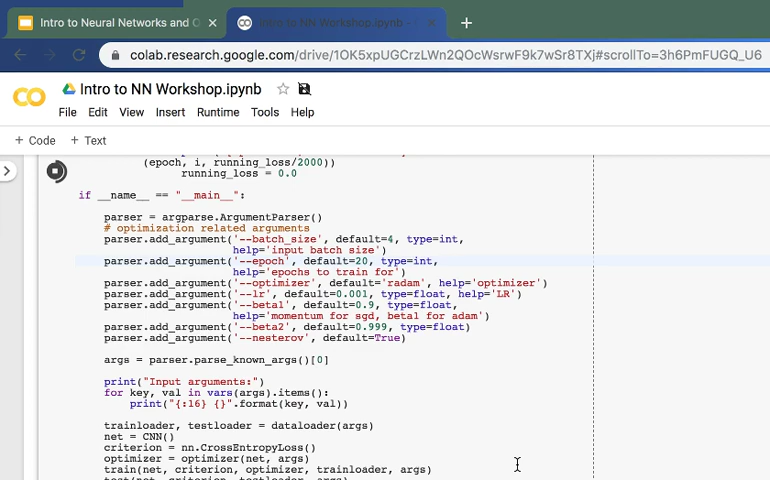 Intro to Neural Networks and C
Intro to NN Workshop.ipynb -
colab.research.google.com/drive/1OK5xpUGCrzLWn2QOcWsrwF9k7wSr8TXj#scrollTo=3h6PmFUGQ_U6
Intro to NN Workshop.ipynb
File Edit View Insert Runtime Tools Help
+ Code + Text
(epoch, i, running_loss/2000))
running_loss = 0.0
if __name__ == "__main__":
parser = argparse.ArgumentParser()
# optimization related arguments
parser.add_argument('--batch_size', default=4, type=int,
help='input batch size')
parser.add_argument('--epoch', default=20, type=int,
help='epochs to train for')
parser.add_argument('--optimizer', default='radam', help='optimizer')
parser.add_argument('--lr', default=0.001, type=float, help='LR')
parser.add_argument('--beta1', default=0.9, type=float,
help='momentum for sgd, beta1 for adam')
parser.add_argument('--beta2', default=0.999, type=float)
parser.add_argument('--nesterov', default=True)
args = parser.parse_known_args()[0]
print("Input arguments:")
for key, val in vars(args).items():
print("{:16} {}".format(key, val))
trainloader, testloader = dataloader(args)
net = CNN()
criterion = nn.CrossEntropyLoss()
optimizer = optimizer(net, args)
train(net, criterion, optimizer, trainloader, args)
test(net, criterion, testloader, args)